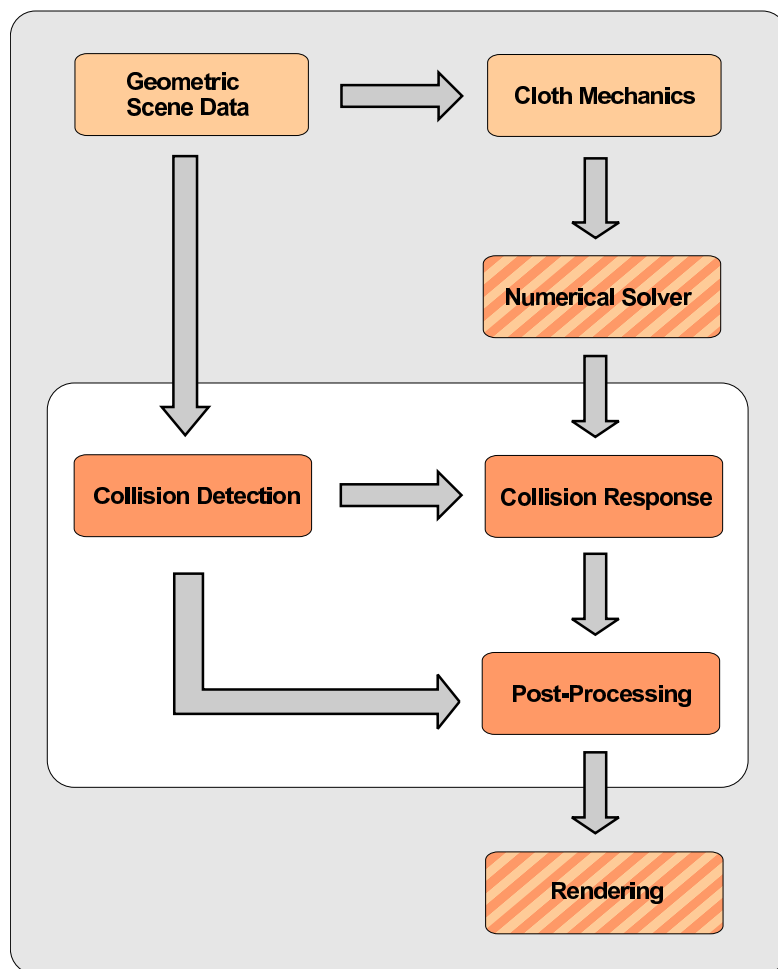 Geometric
Scene Data
Cloth Mechanics
Numerical Solver
Collision Detection
Collision Response
Post-Processing
Rendering